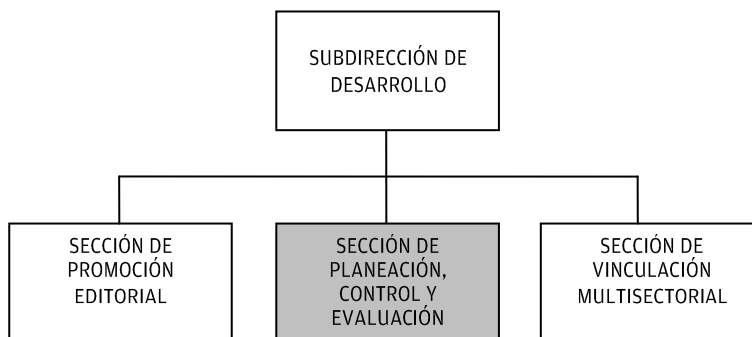 SUBDIRECCIÓN DE
DESARROLLO
SECCIÓN DE
PROMOCIÓN
EDITORIAL
SECCIÓN DE
PLANEACIÓN,
CONTROL Y
EVALUACIÓN
SECCIÓN DE
VINCULACIÓN
MULTISECTORIAL